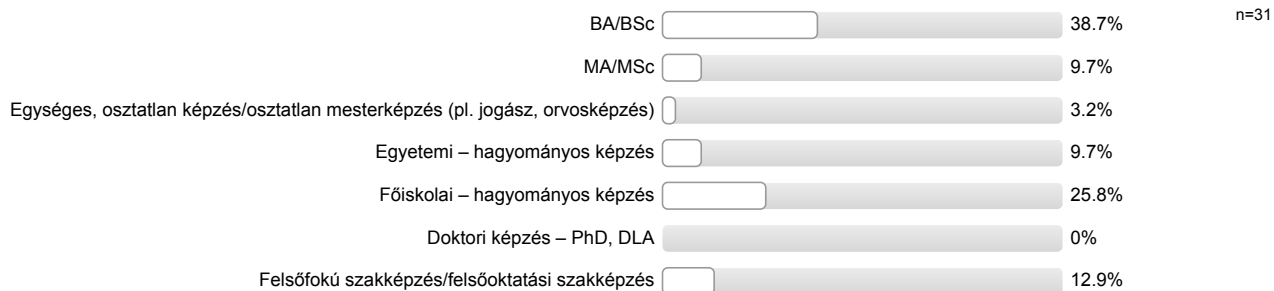 BA/BSc 38.7% n=31
MA/MSc 9.7%
Egységes, osztatlan képzés/osztatlan mesterképzés (pl. jogász, orvosképzés) 3.2%
Egyetemi – hagyományos képzés 9.7%
Főiskolai – hagyományos képzés 25.8%
Doktori képzés – PhD, DLA 0%
Felsőfokú szakképzés/felsőoktatási szakképzés 12.9%